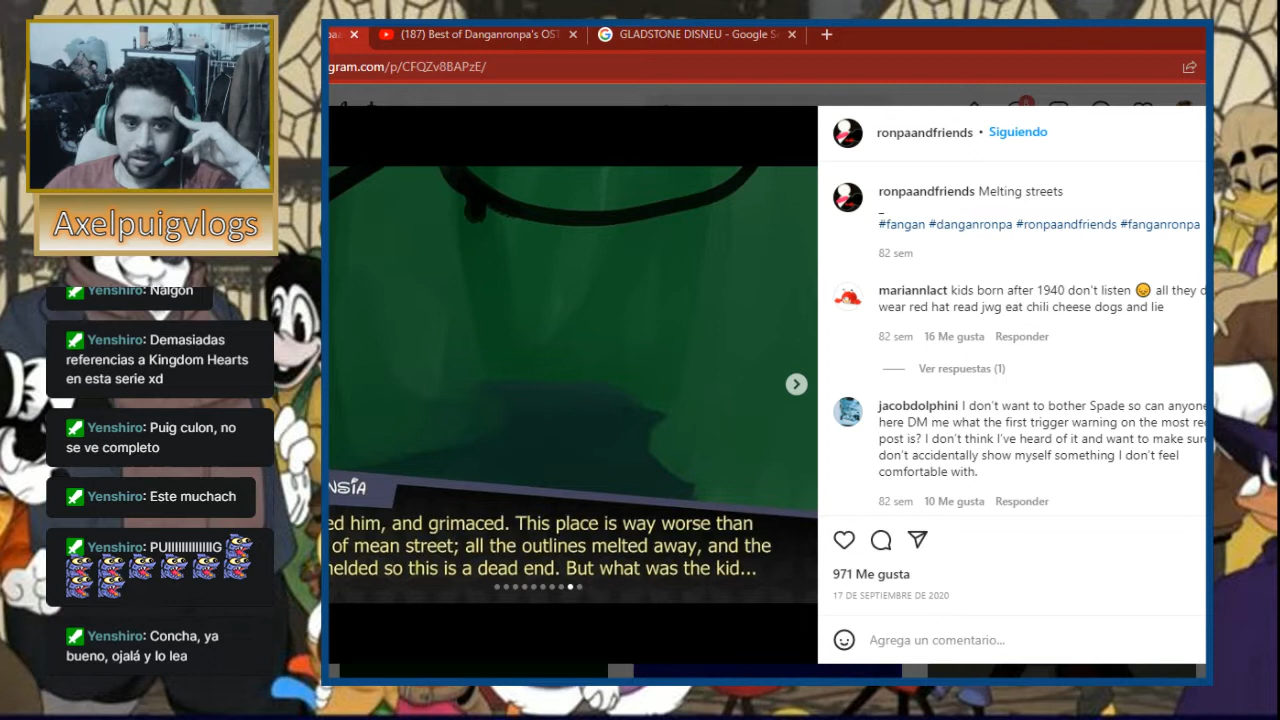 Axelpuigvlogs
Yenshiro: Nalgón
Yenshiro: Demasiadas
referencias a Kingdom Hearts
en esta serie xd
Yenshiro: Puig culon, no
se ve completo
Yenshiro: Este muchach
Yenshiro: PUIIIIIIIIIIIIIG
Yenshiro: Concha, ya
bueno, ojalá y lo lea
(187) Best of Danganronpa's OST
GLADSTONE DISNEU - Google S
gram.com/p/CFQZv8BAPzE/
NSIA
ed him, and grimaced. This place is way worse than
of mean street; all the outlines melted away, and the
nelded so this is a dead end. But what was the kid...
ronpaandfriends • Siguiendo
ronpaandfriends Melting streets
_
#fangan #danganronpa #ronpaandfriends #fanganronpa
82 sem
mariannlact kids born after 1940 don't listen all they d
wear red hat read jwg eat chili cheese dogs and lie
82 sem 16 Me gusta Responder
Ver respuestas (1)
jacobdolphini I don't want to bother Spade so can anyone
here DM me what the first trigger warning on the most re
post is? I don't think I've heard of it and want to make sure
don't accidentally show myself something I don't feel
comfortable with.
82 sem 10 Me gusta Responder
971 Me gusta
17 DE SEPTIEMBRE DE 2020
Agrega un comentario...